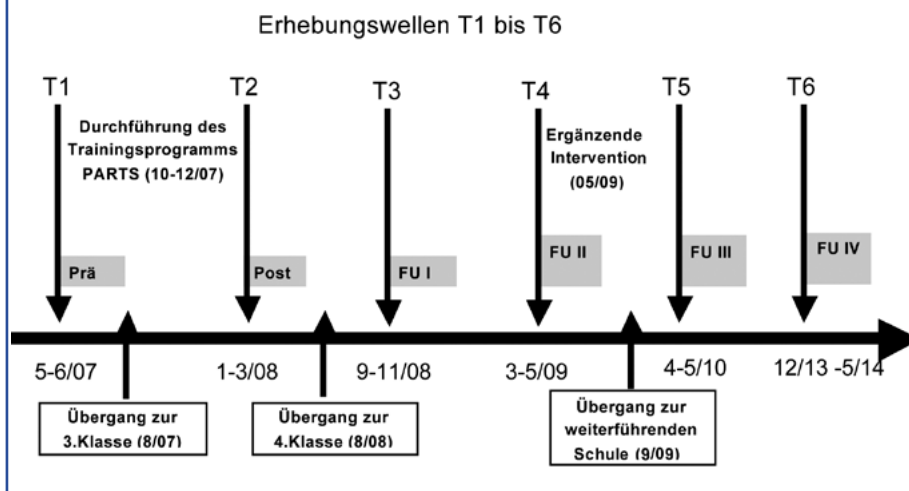 Erhebungswellen T1 bis T6
T1
T2
T3
T4
T5
T6
Durchführung des
Trainingsprogramms
PARTS (10-12/07)
Ergänzende
Intervention
(05/09)
Prä
Post
FU I
FU II
FU III
FU IV
5-6/07
1-3/08
9-11/08
3-5/09
4-5/10
12/13 -5/14
Übergang zur
3.Klasse (8/07)
Übergang zur
4.Klasse (8/08)
Übergang zur
weiterführenden
Schule (9/09)